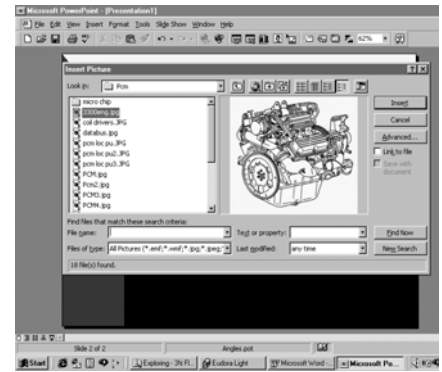 Microsoft PowerPoint - [Presentation1]
File Edit View Insert Format Tools Slide Show Window Help
62%
Insert Picture
Look in: Pcm
micro chip
3300eng.jpg
coil drivers.JPG
databus.jpg
pcm loc pu.JPG
pcm loc pu2.JPG
pcm loc pu3.JPG
PCM.jpg
Pcm2.jpg
PCM3.jpg
PCM4.jpg
Insert
Cancel
Advanced...
Link to file
Save with document
Find files that match these search criteria:
File name: Text or property: Find Now
Files of type: All Pictures (*.emf;*.wmf;*.jpg;*.jpeg; Last modified: any time New Search
18 file(s) found.
Slide 2 of 2 Angles.pot
Start Exploring - 3½ Fl... Eudora Light Microsoft Word - ... Microsoft Po...